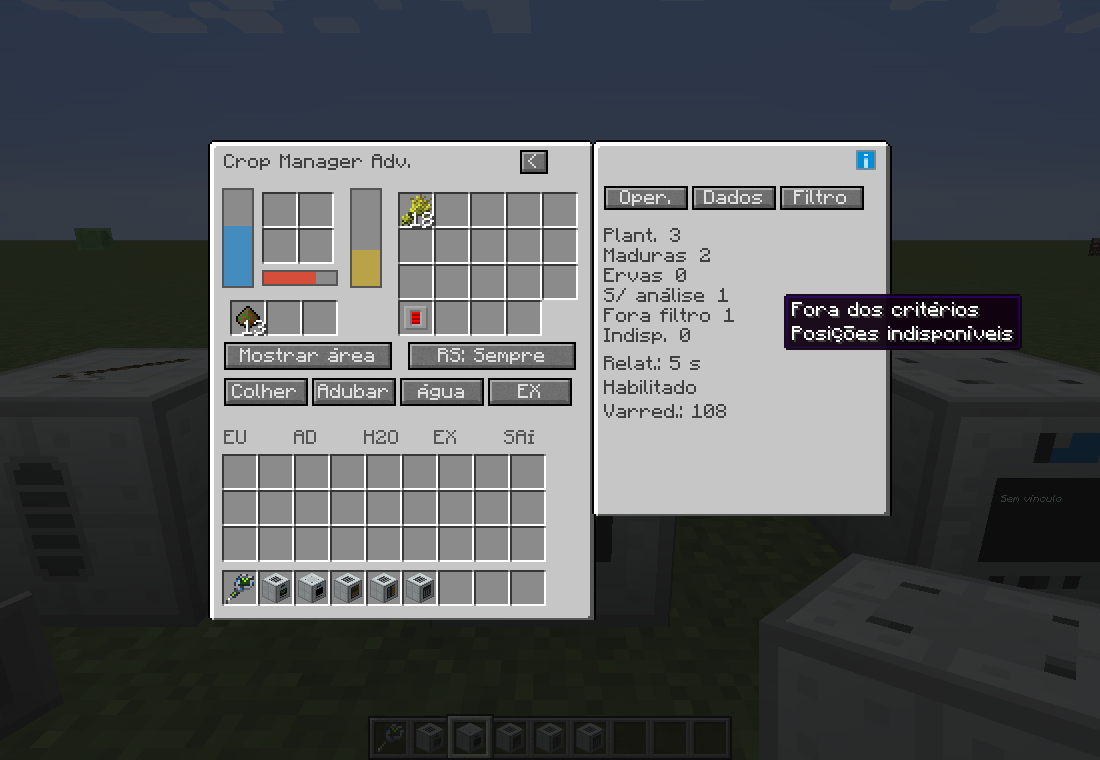 Crop Manager Adv.
<
i
Oper. Dados Filtro
18
Plant. 3
Maduras 2
Ervas 0
S/ análise 1
Fora filtro 1
Indisp. 0
Fora dos critérios
Posições indisponíveis
13
Mostrar área RS: Sempre
Relat.: 5 s
Colher Adubar Água EX
Habilitado
Varred.: 108
EU AD H2O EX SAí
Sem vínculo